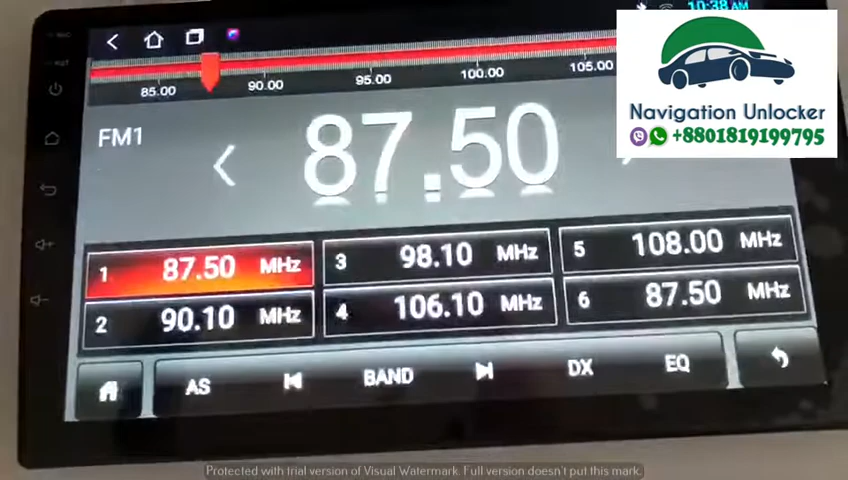 10:38 AM
MIC
RST
85.00 90.00 95.00 100.00 105.00
FM1
87.50
1 87.50 MHz
3 98.10 MHz
5 108.00 MHz
2 90.10 MHz
4 106.10 MHz
6 87.50 MHz
AS BAND DX EQ
Navigation Unlocker
+8801819199795
Protected with trial version of Visual Watermark. Full version doesn't put this mark.